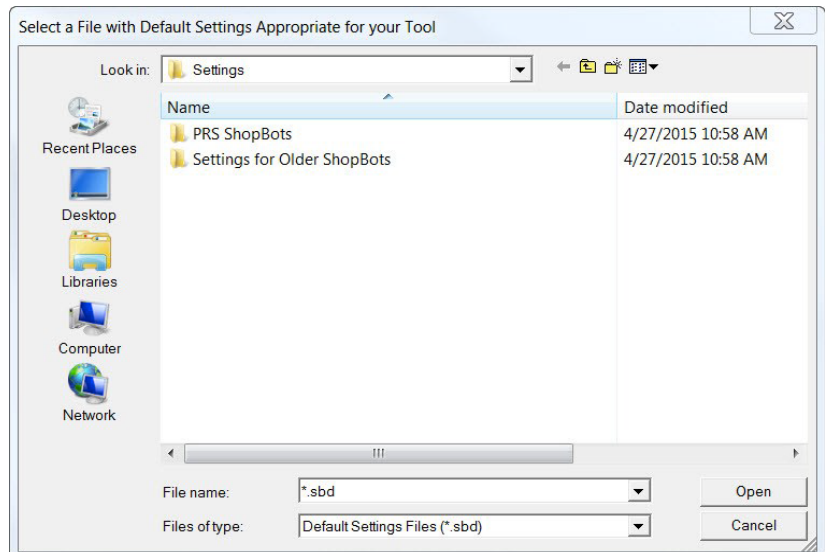 Select a File with Default Settings Appropriate for your Tool
Look in: Settings
Name Date modified
PRS ShopBots 4/27/2015 10:58 AM
Settings for Older ShopBots 4/27/2015 10:58 AM
Recent Places
Desktop
Libraries
Computer
Network
File name: *.sbd Open
Files of type: Default Settings Files (*.sbd) Cancel